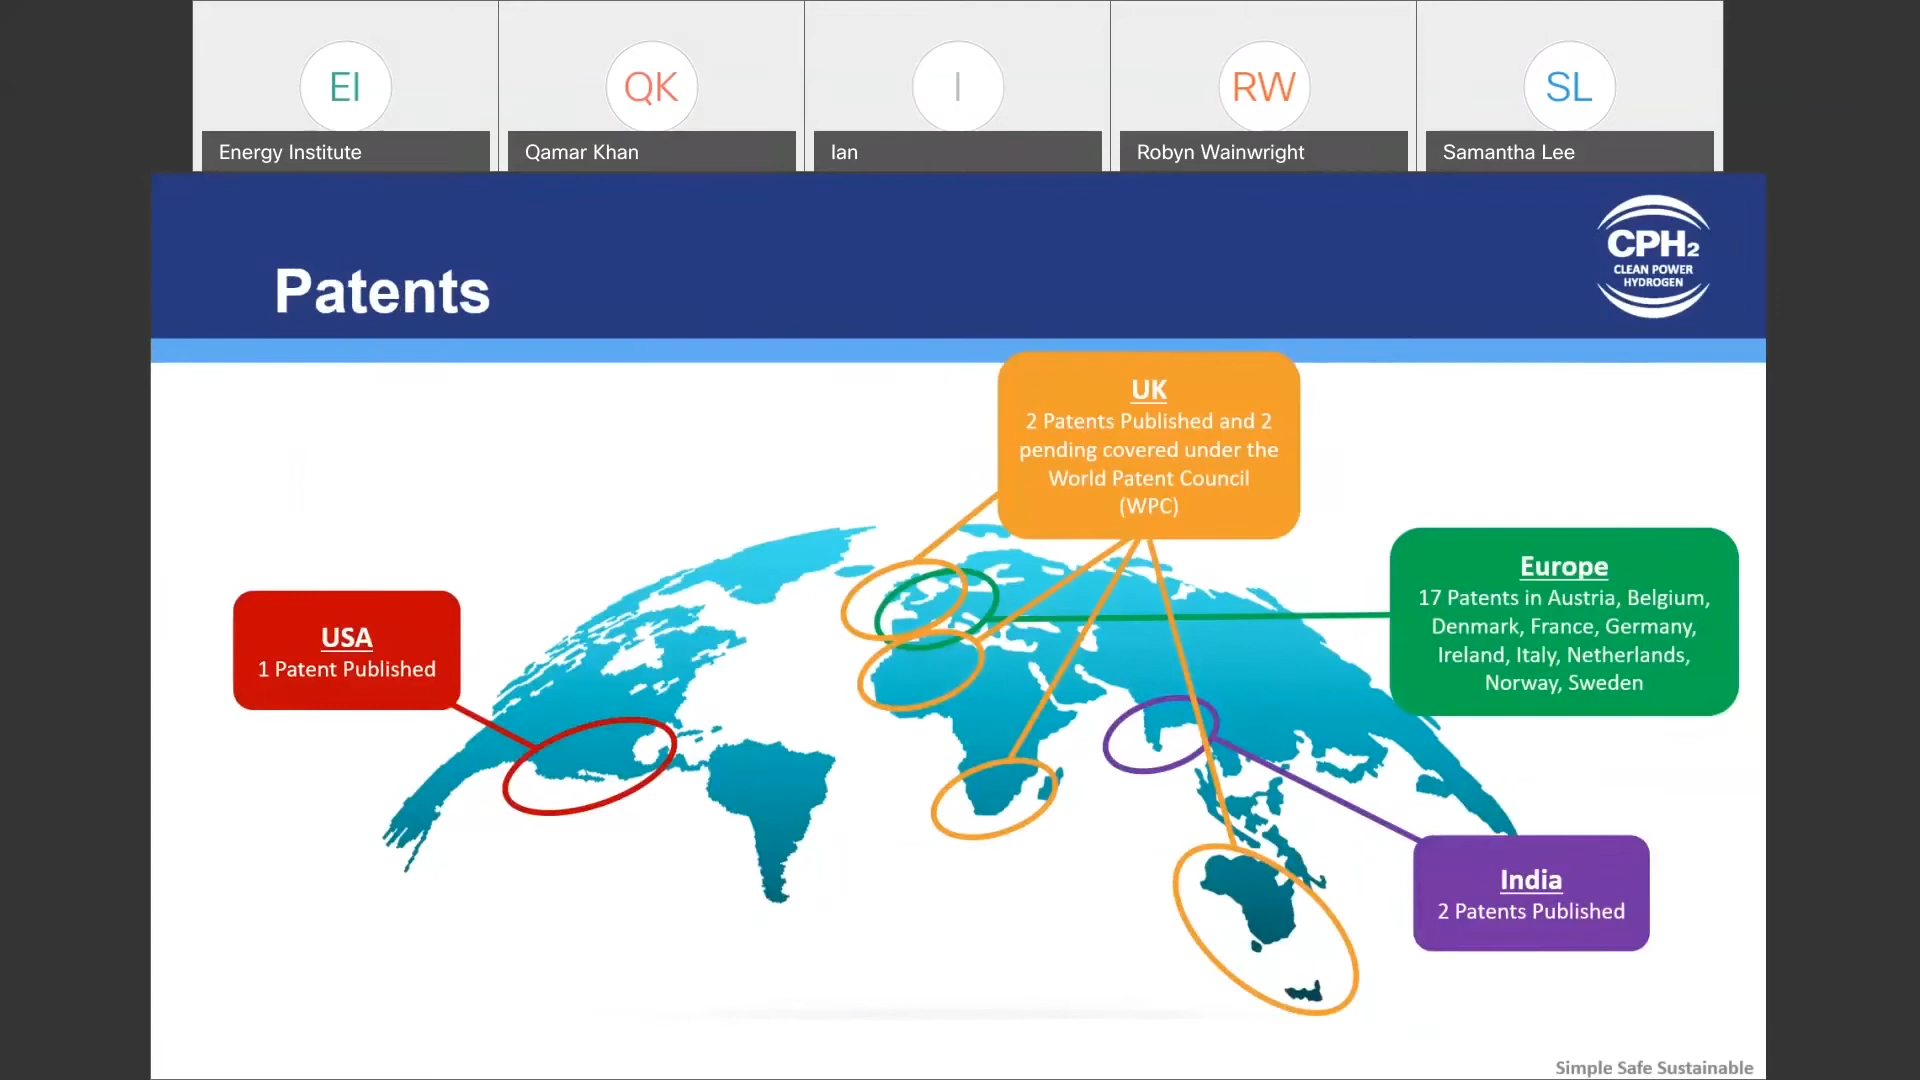 EI
QK
I
RW
SL
Energy Institute
Qamar Khan
Ian
Robyn Wainwright
Samantha Lee
Patents
CPH2
CLEAN POWER
HYDROGEN
UK
2 Patents Published and 2
pending covered under the
World Patent Council
(WPC)
Europe
17 Patents in Austria, Belgium,
Denmark, France, Germany,
Ireland, Italy, Netherlands,
Norway, Sweden
USA
1 Patent Published
India
2 Patents Published
Simple Safe Sustainable